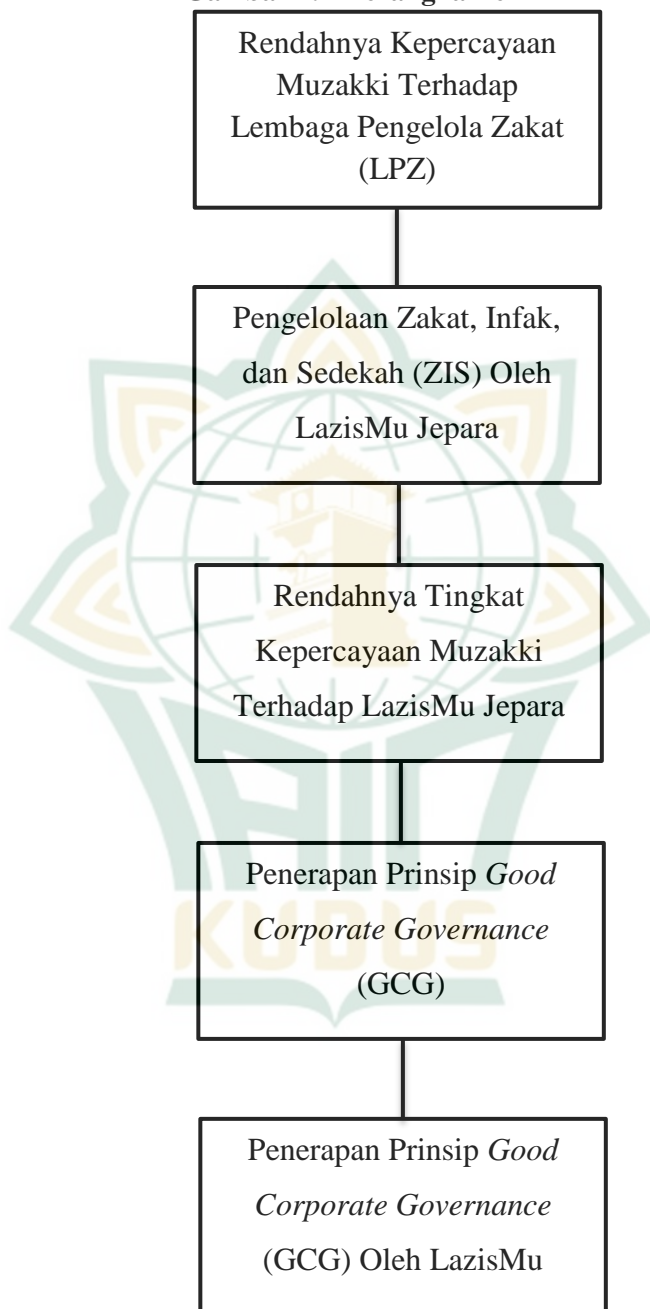 Rendahnya Kepercayaan
Muzakki Terhadap
Lembaga Pengelola Zakat
(LPZ)
Pengelolaan Zakat, Infak,
dan Sedekah (ZIS) Oleh
LazisMu Jepara
Rendahnya Tingkat
Kepercayaan Muzakki
Terhadap LazisMu Jepara
Penerapan Prinsip Good
Corporate Governance
(GCG)
Penerapan Prinsip Good
Corporate Governance
(GCG) Oleh LazisMu
IAIN
KUDUS